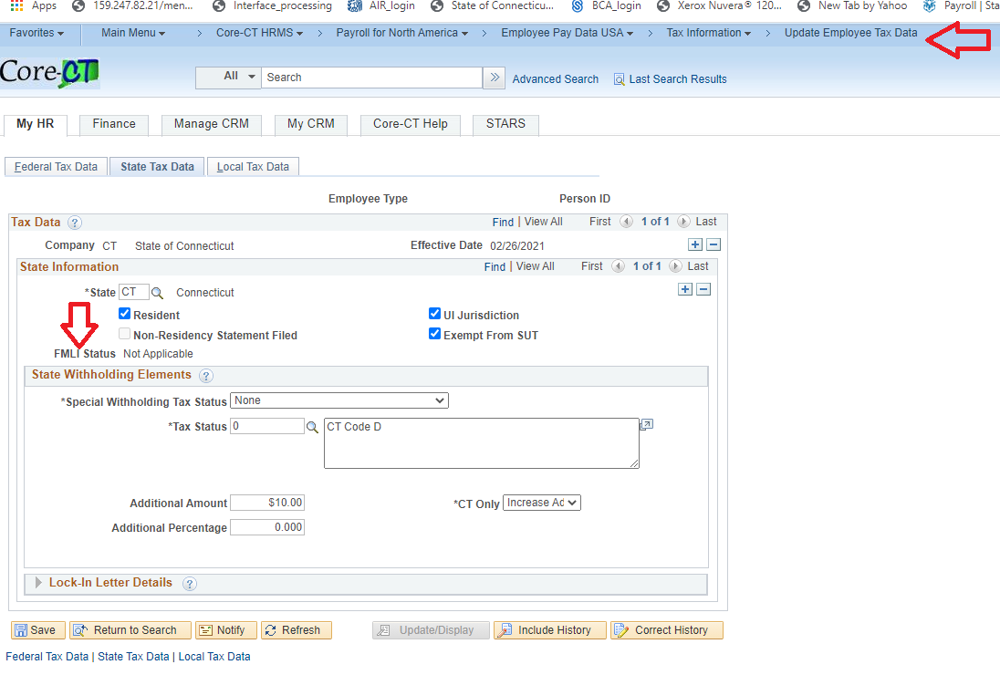 Apps 159.247.82.21/men... Interface_processing AIR_login State of Connecticu... BCA_login Xerox Nuvera® 120... New Tab by Yahoo Payroll | Sta
Favorites Main Menu > Core-CT HRMS > Payroll for North America > Employee Pay Data USA > Tax Information > Update Employee Tax Data
Core-CT
All Search >> Advanced Search Last Search Results
My HR Finance Manage CRM My CRM Core-CT Help STARS
Federal Tax Data State Tax Data Local Tax Data
Employee Type Person ID
Tax Data ? Find | View All First 1 of 1 Last
Company CT State of Connecticut Effective Date 02/26/2021
State Information Find | View All First 1 of 1 Last
*State CT Connecticut
Resident UI Jurisdiction
Non-Residency Statement Filed Exempt From SUT
FMLI Status Not Applicable
State Withholding Elements ?
*Special Withholding Tax Status None
*Tax Status 0 CT Code D
Additional Amount $10.00 *CT Only Increase Ad
Additional Percentage 0.000
Lock-In Letter Details ?
Save Return to Search Notify Refresh Update/Display Include History Correct History
Federal Tax Data | State Tax Data | Local Tax Data